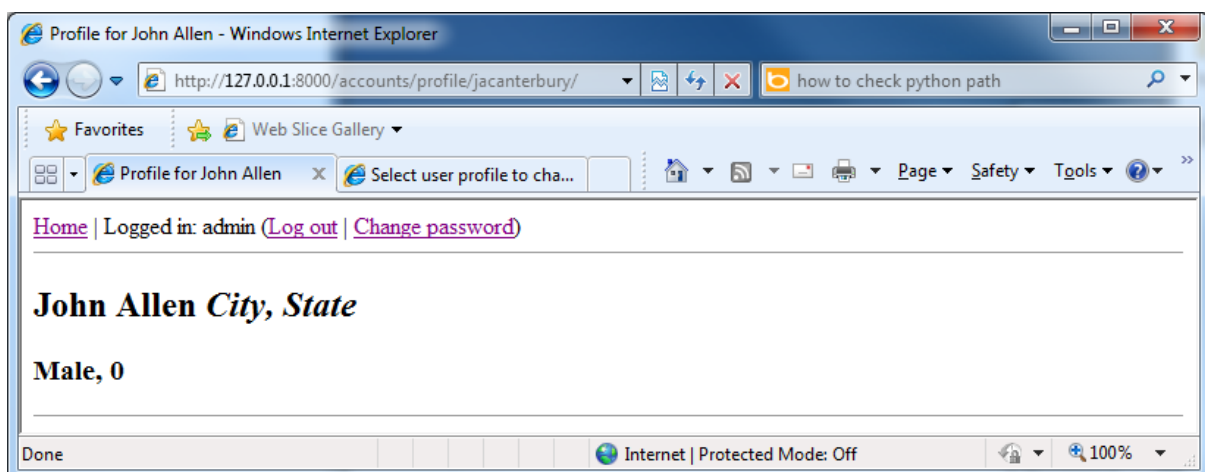 Profile for John Allen - Windows Internet Explorer
http://127.0.0.1:8000/accounts/profile/jacanterbury/ how to check python path
Favorites Web Slice Gallery
Profile for John Allen X Select user profile to cha... Page Safety Tools »
Home | Logged in: admin (Log out | Change password)
John Allen City, State
Male, 0
Done Internet | Protected Mode: Off 100%